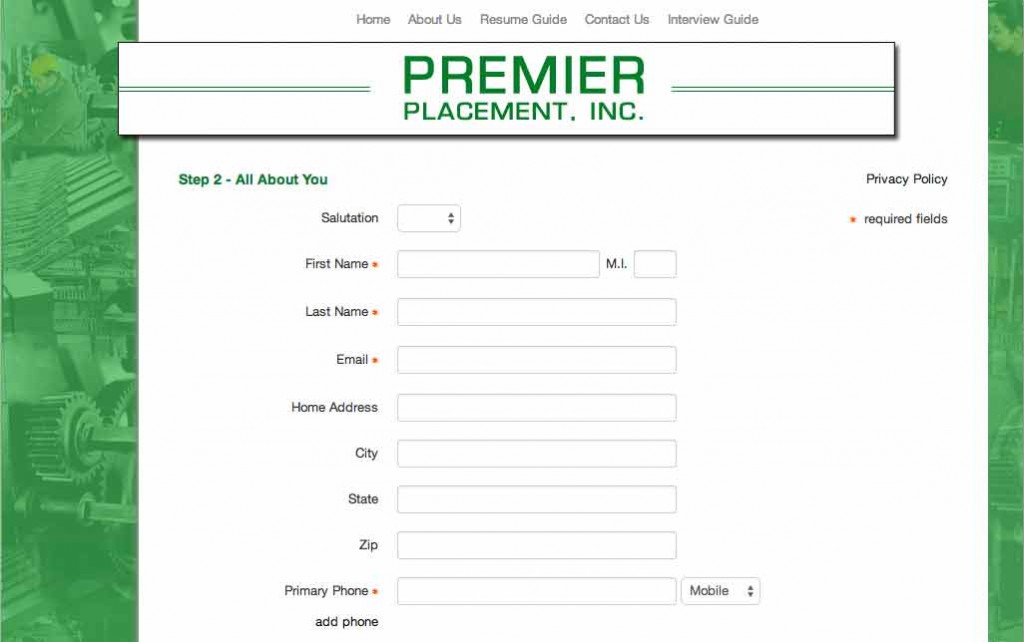 Home About Us Resume Guide Contact Us Interview Guide
PREMIER
PLACEMENT, INC.
Step 2 - All About You
Privacy Policy
Salutation
* required fields
First Name * M.I.
Last Name *
Email *
Home Address
City
State
Zip
Primary Phone * Mobile
add phone